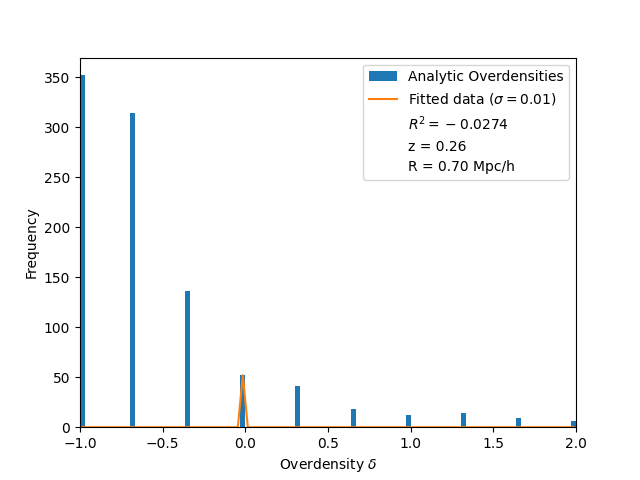 350
300
250
200
150
100
50
0
Frequency
−1.0 −0.5 0.0 0.5 1.0 1.5 2.0
Overdensity δ
Analytic Overdensities
Fitted data (σ = 0.01)
R² = −0.0274
z = 0.26
R = 0.70 Mpc/h